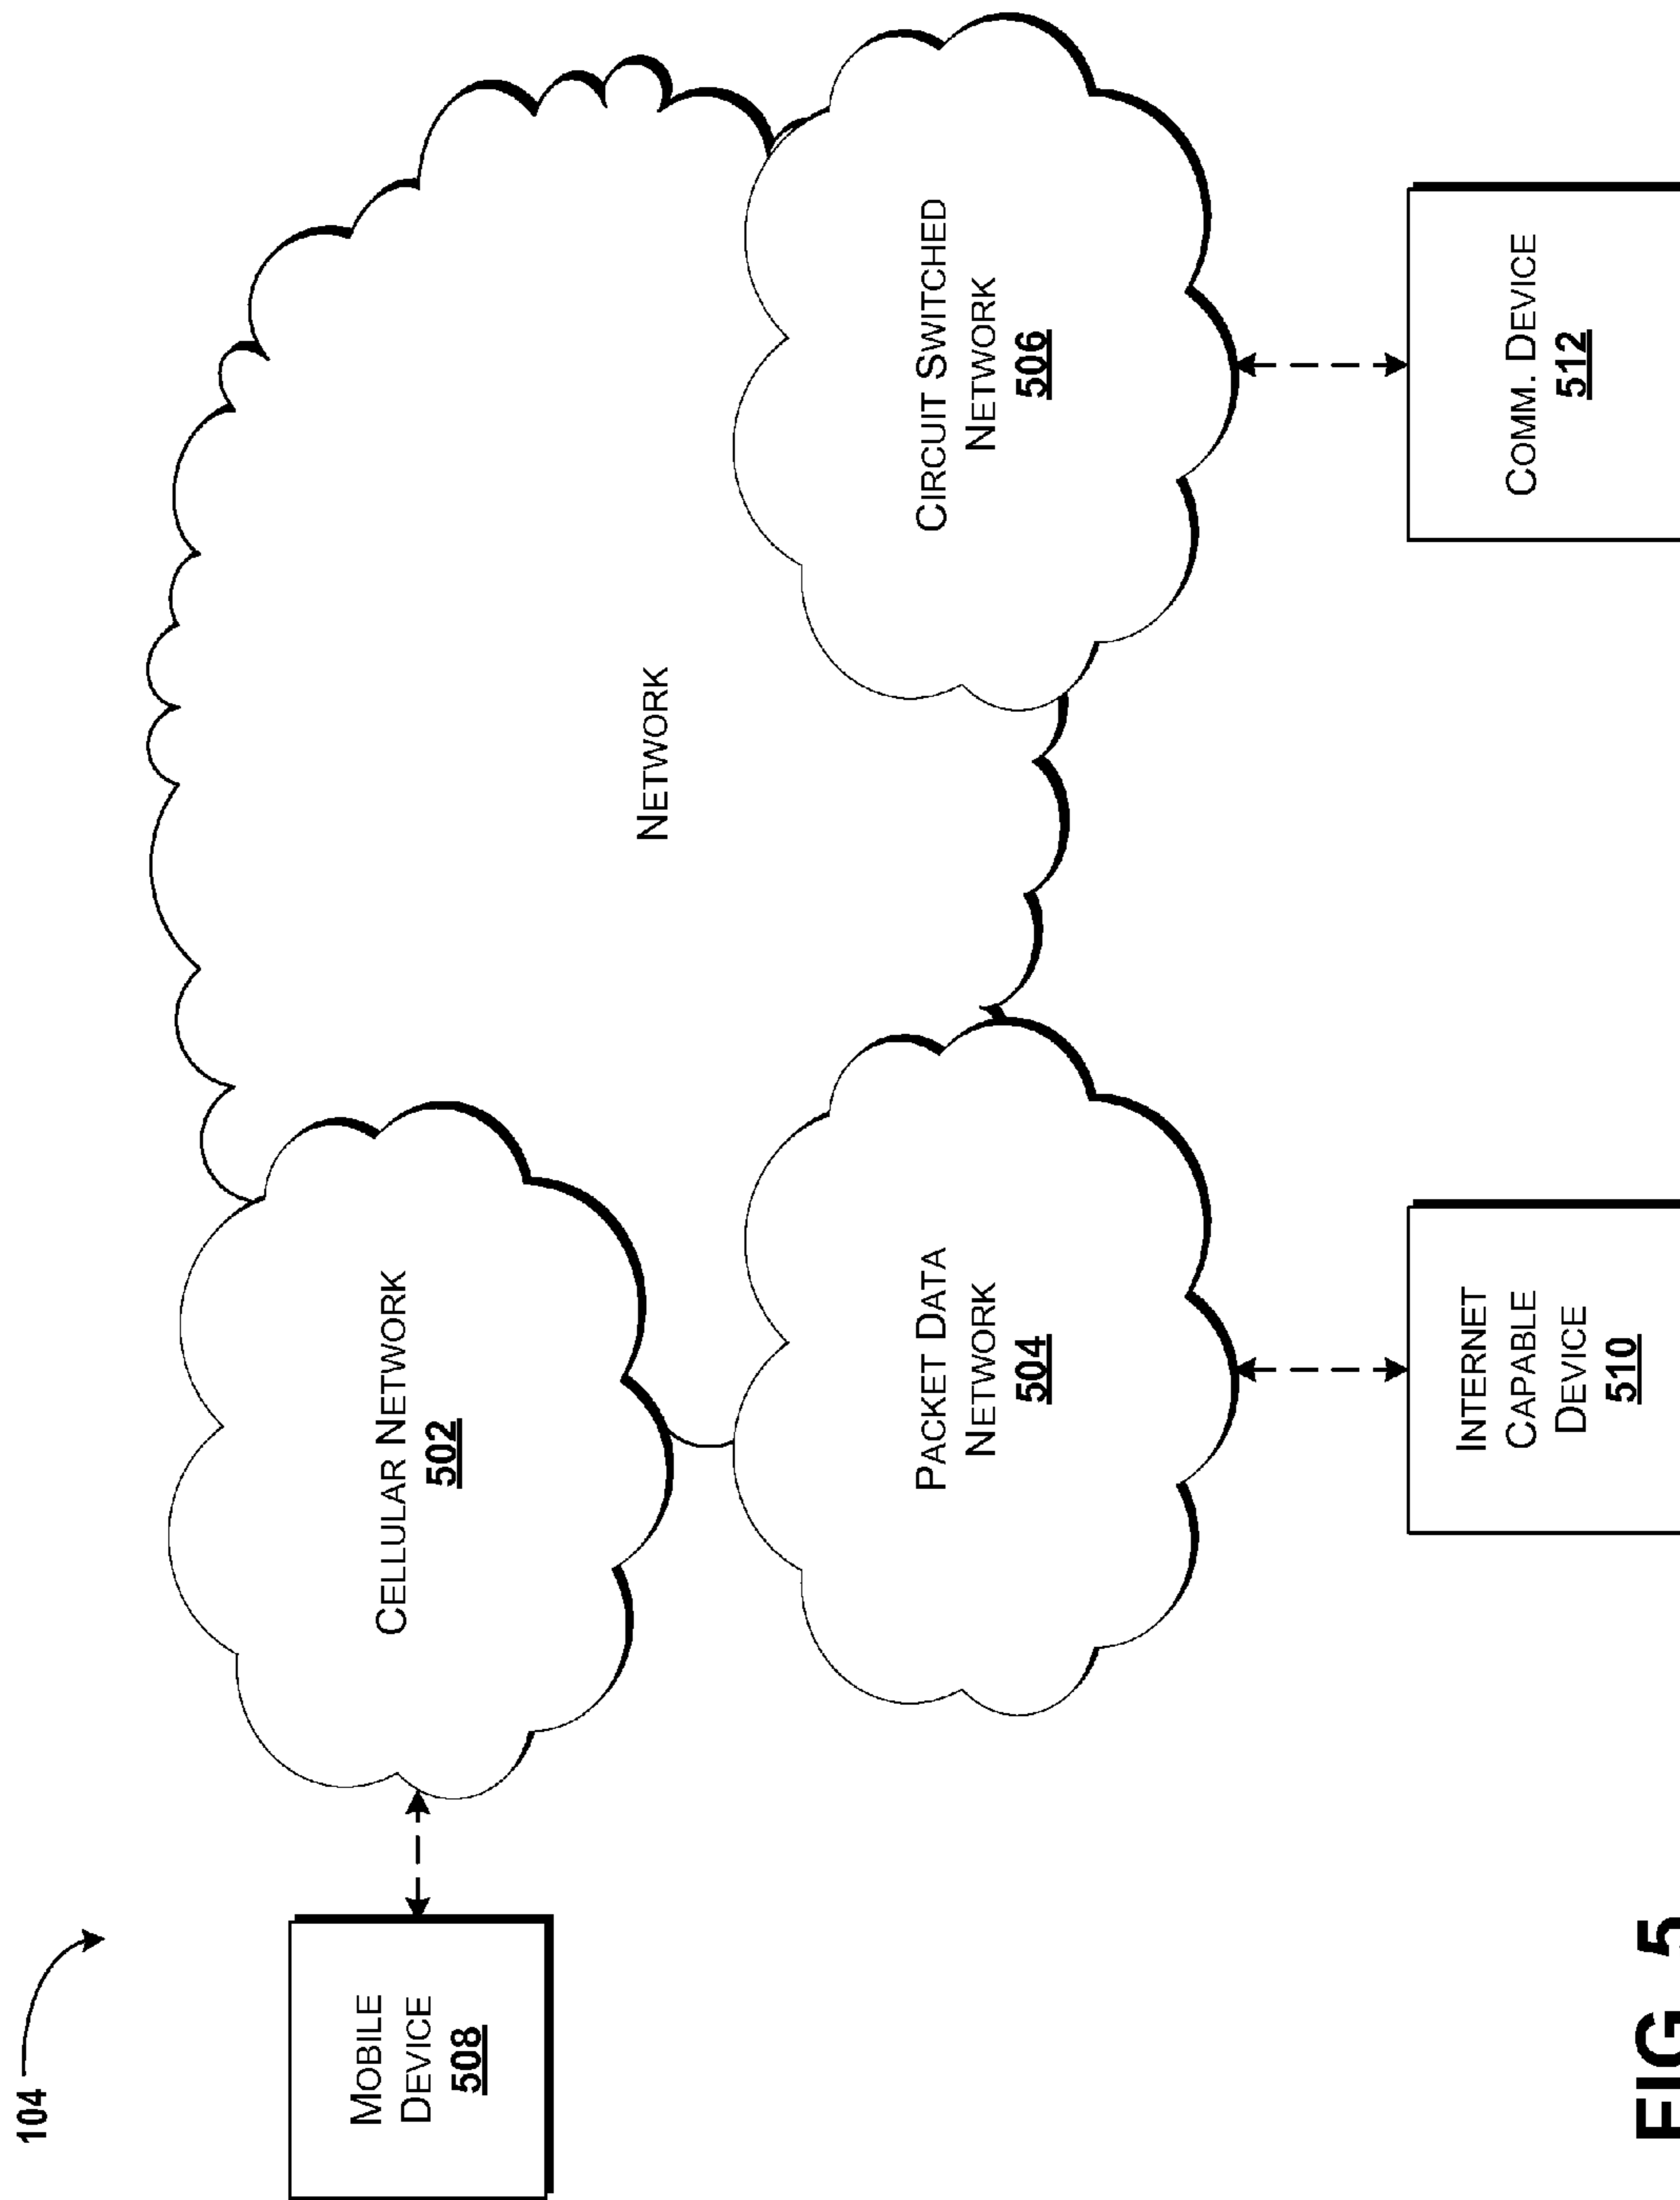 104
MOBILE
DEVICE
508
CELLULAR NETWORK
502
NETWORK
PACKET DATA
NETWORK
504
CIRCUIT SWITCHED
NETWORK
506
INTERNET
CAPABLE
DEVICE
510
COMM. DEVICE
512
FIG. 5